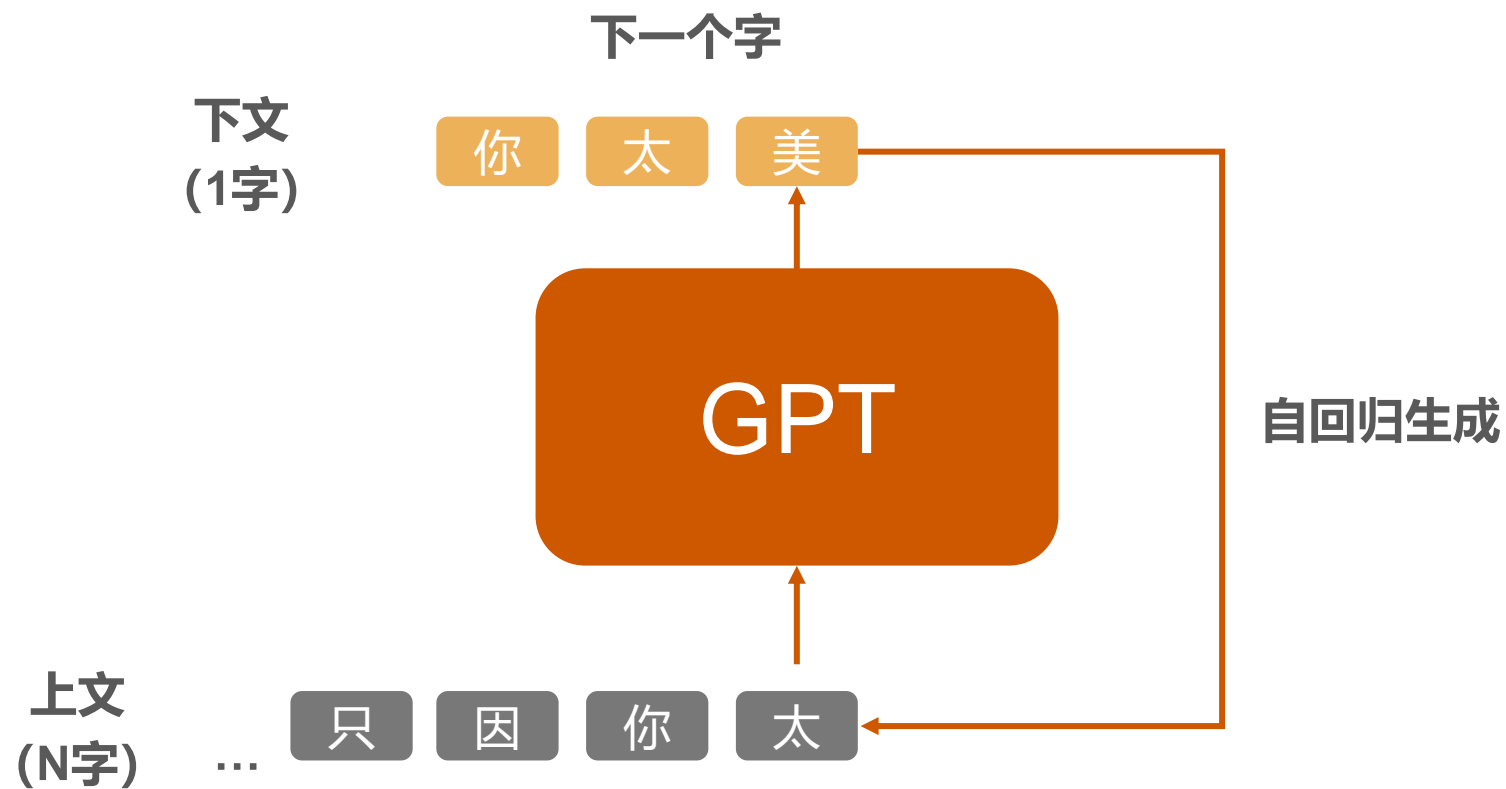 下一个字
下文
(1字)
你 太 美
GPT
自回归生成
上文
(N字)
... 只 因 你 太